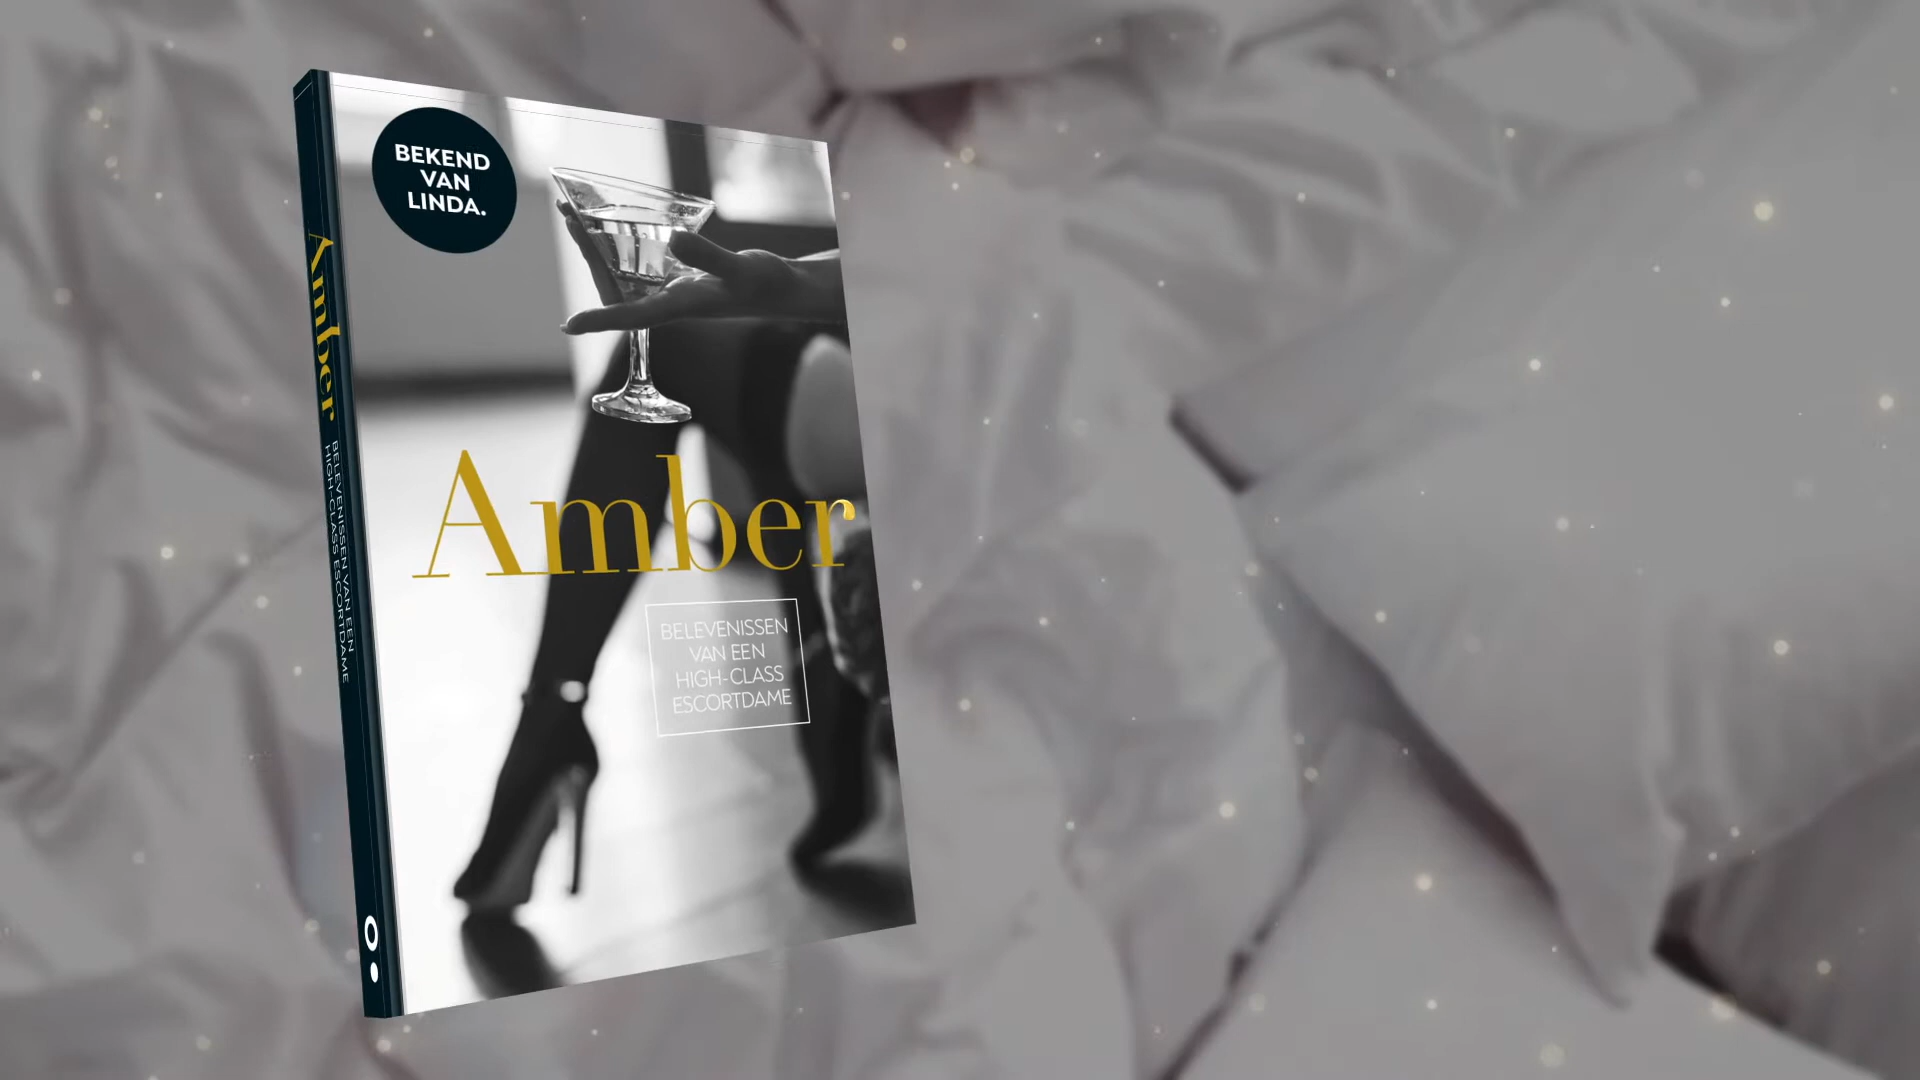 BEKEND
VAN
LINDA.
Amber
BELEVENISSEN
VAN EEN
HIGH-CLASS
ESCORTDAME
Amber
BELEVENISSEN VAN EEN
HIGH-CLASS ESCORTDAME